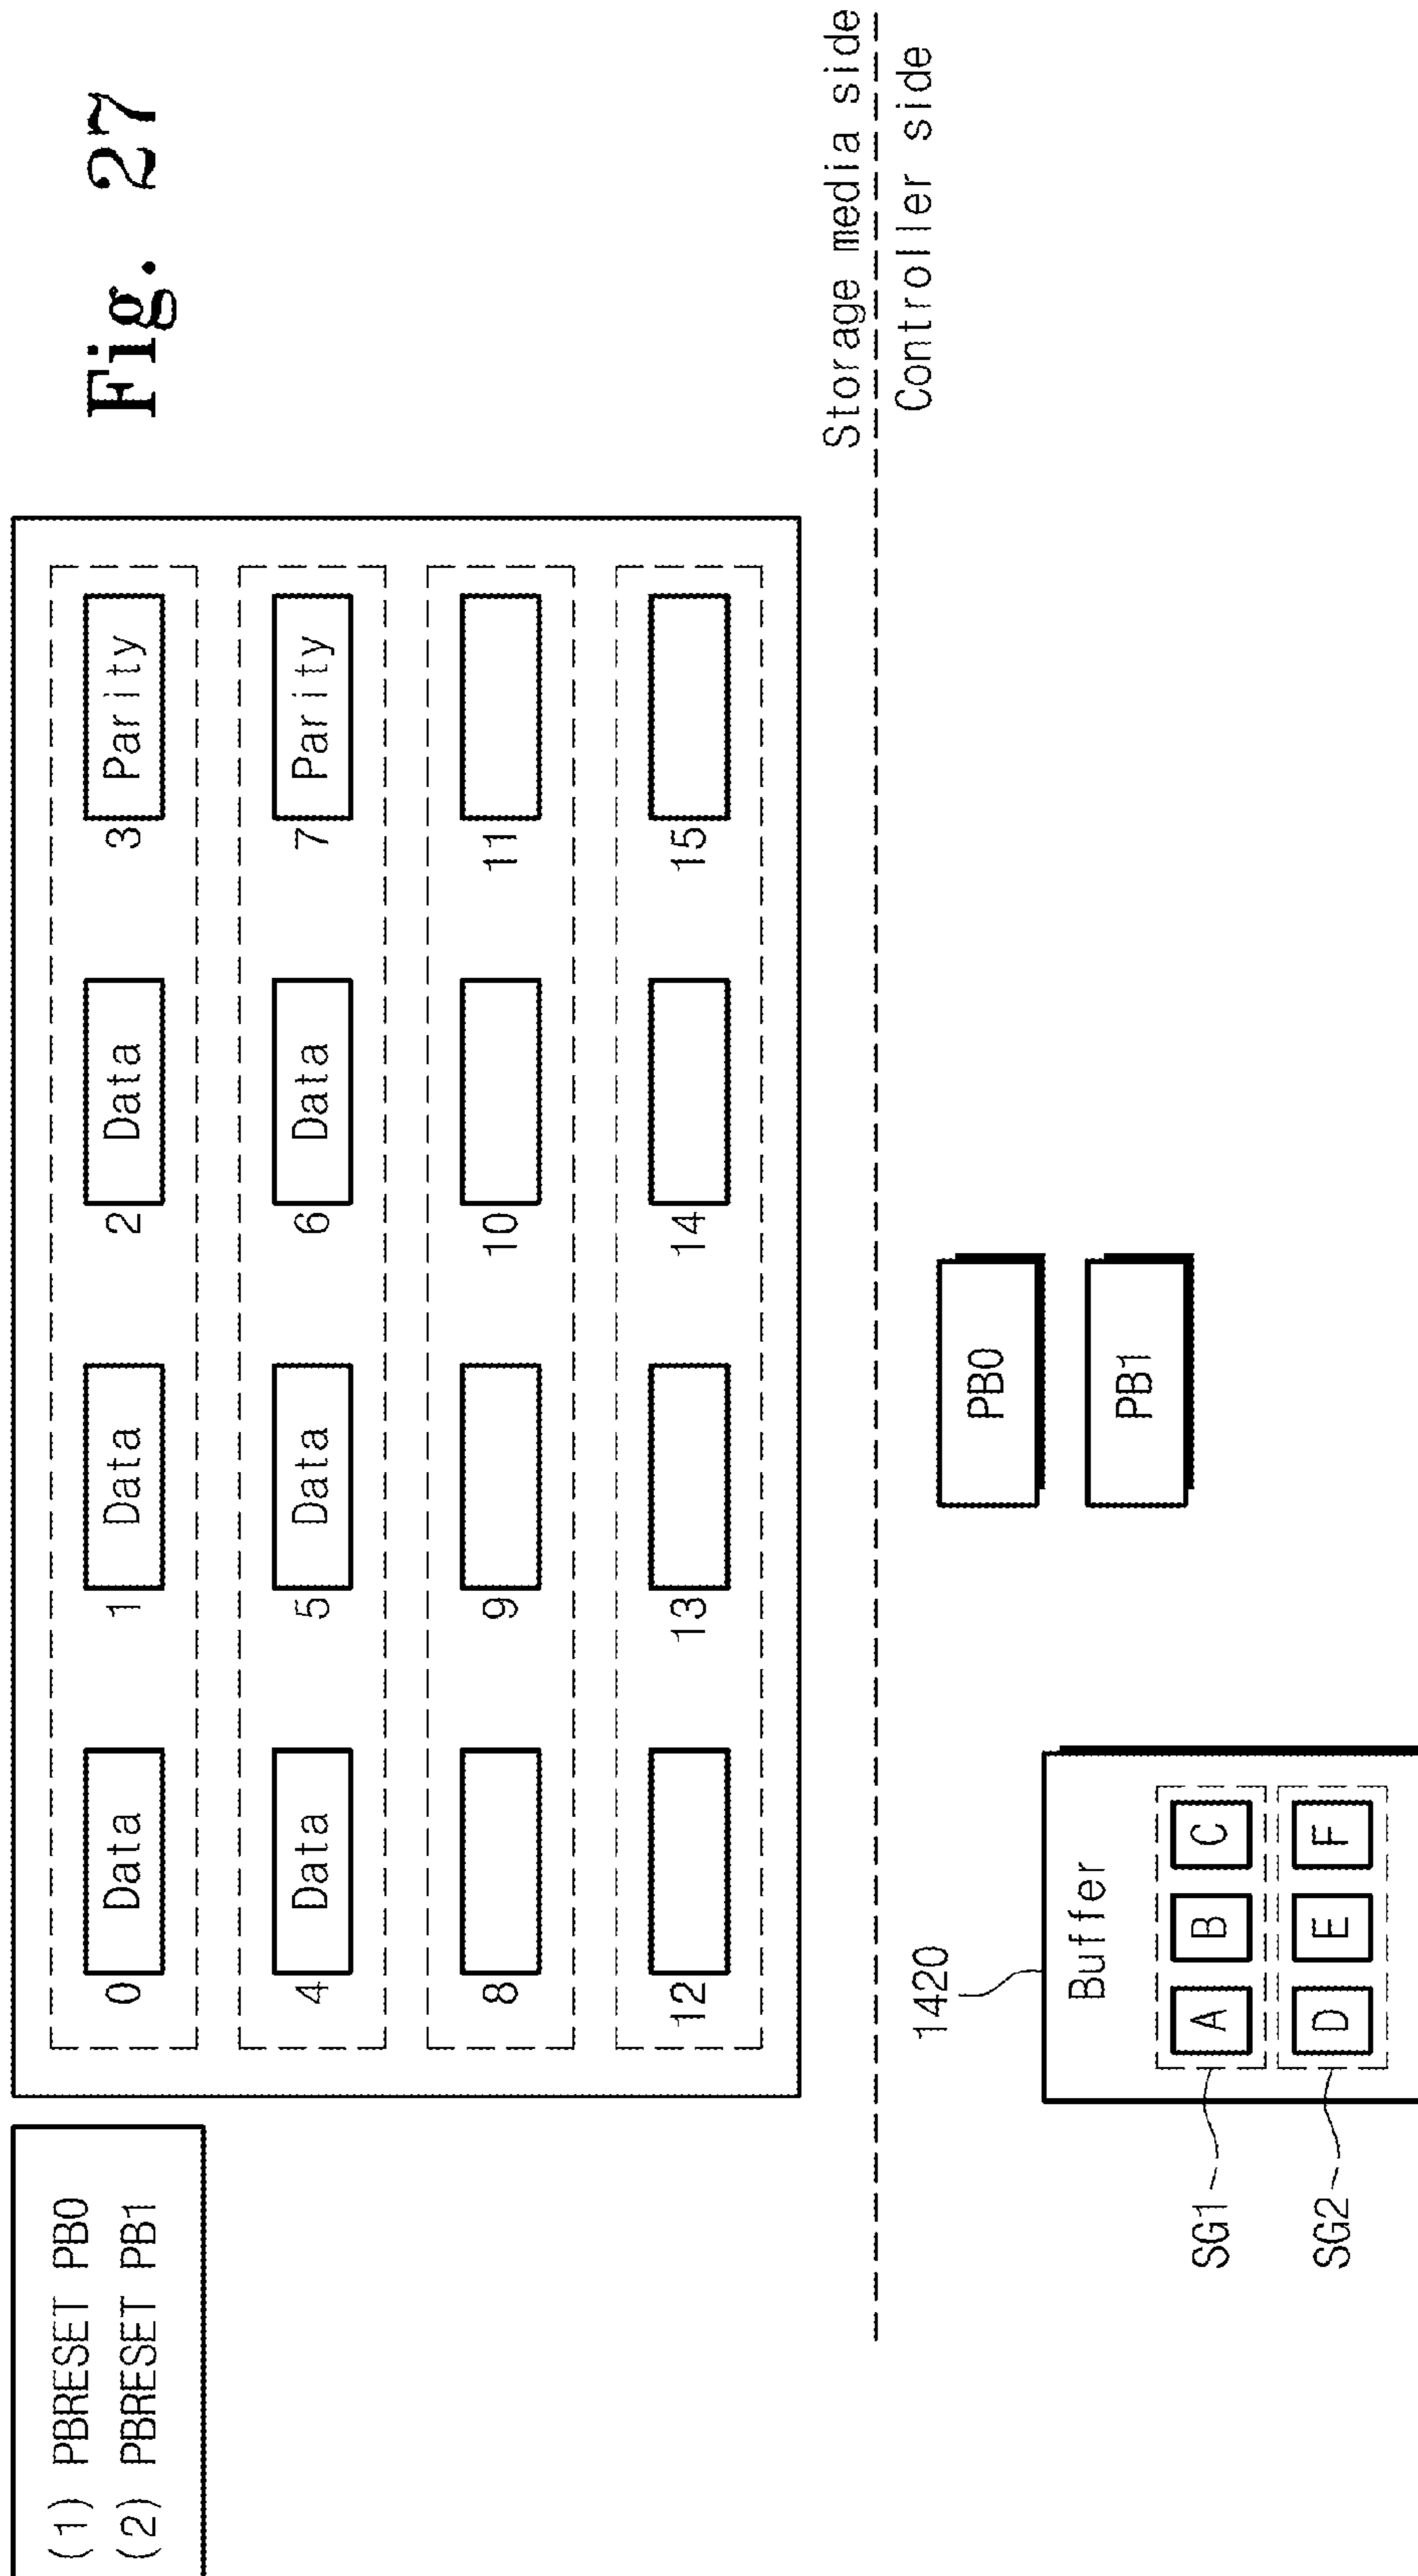 Fig. 27
(1) PBRESET PB0
(2) PBRESET PB1
0 Data 1 Data 2 Data 3 Parity
4 Data 5 Data 6 Data 7 Parity
8 9 10 11
12 13 14 15
Storage media side
Controller side
1420
Buffer
PB0
PB1
SG1 A B C
SG2 D E F